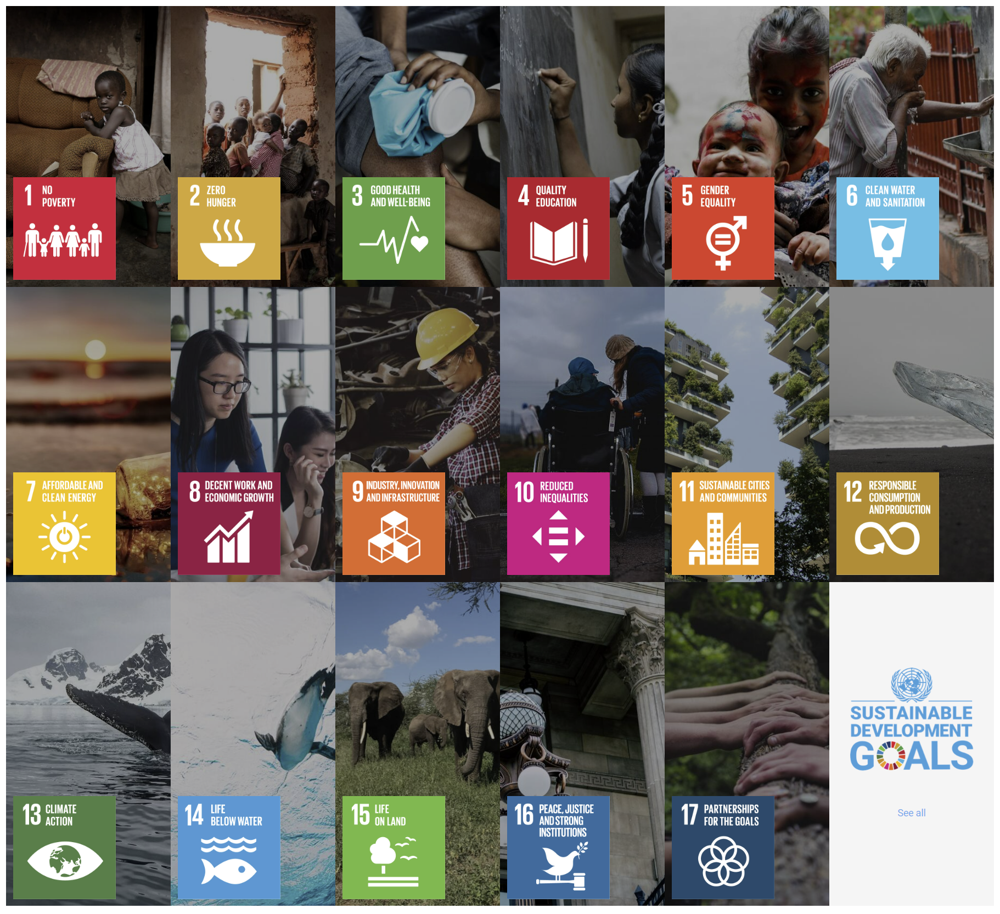 1 NO
POVERTY
2 ZERO
HUNGER
3 GOOD HEALTH
AND WELL-BEING
4 QUALITY
EDUCATION
5 GENDER
EQUALITY
6 CLEAN WATER
AND SANITATION
7 AFFORDABLE AND
CLEAN ENERGY
8 DECENT WORK AND
ECONOMIC GROWTH
9 INDUSTRY, INNOVATION
AND INFRASTRUCTURE
10 REDUCED
INEQUALITIES
11 SUSTAINABLE CITIES
AND COMMUNITIES
12 RESPONSIBLE
CONSUMPTION
AND PRODUCTION
13 CLIMATE
ACTION
14 LIFE
BELOW WATER
15 LIFE
ON LAND
16 PEACE, JUSTICE
AND STRONG
INSTITUTIONS
17 PARTNERSHIPS
FOR THE GOALS
SUSTAINABLE
DEVELOPMENT
GOALS
See all